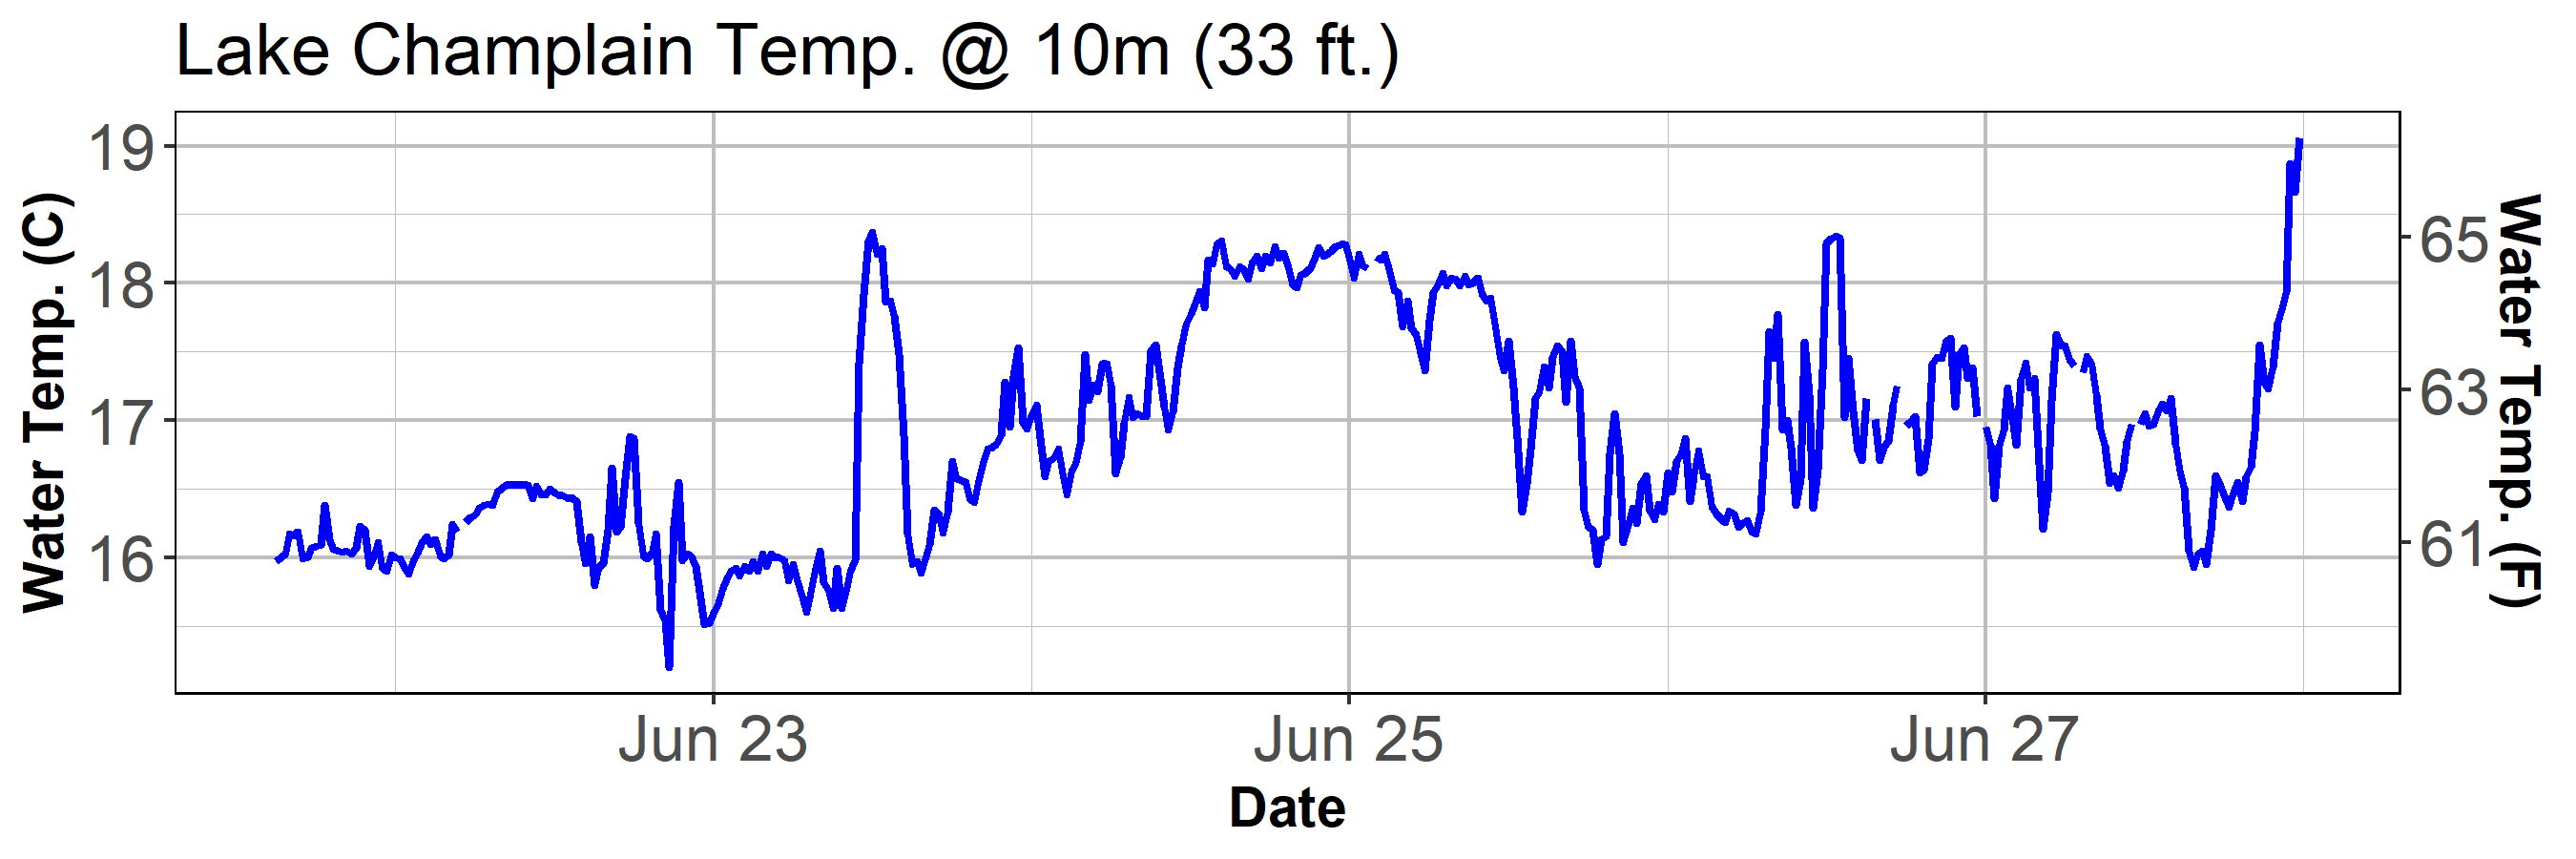 Lake Champlain Temp. @ 10m (33 ft.)
Water Temp. (C)
19
18
17
16
65
63
61
Water Temp. (F)
Jun 23
Jun 25
Jun 27
Date